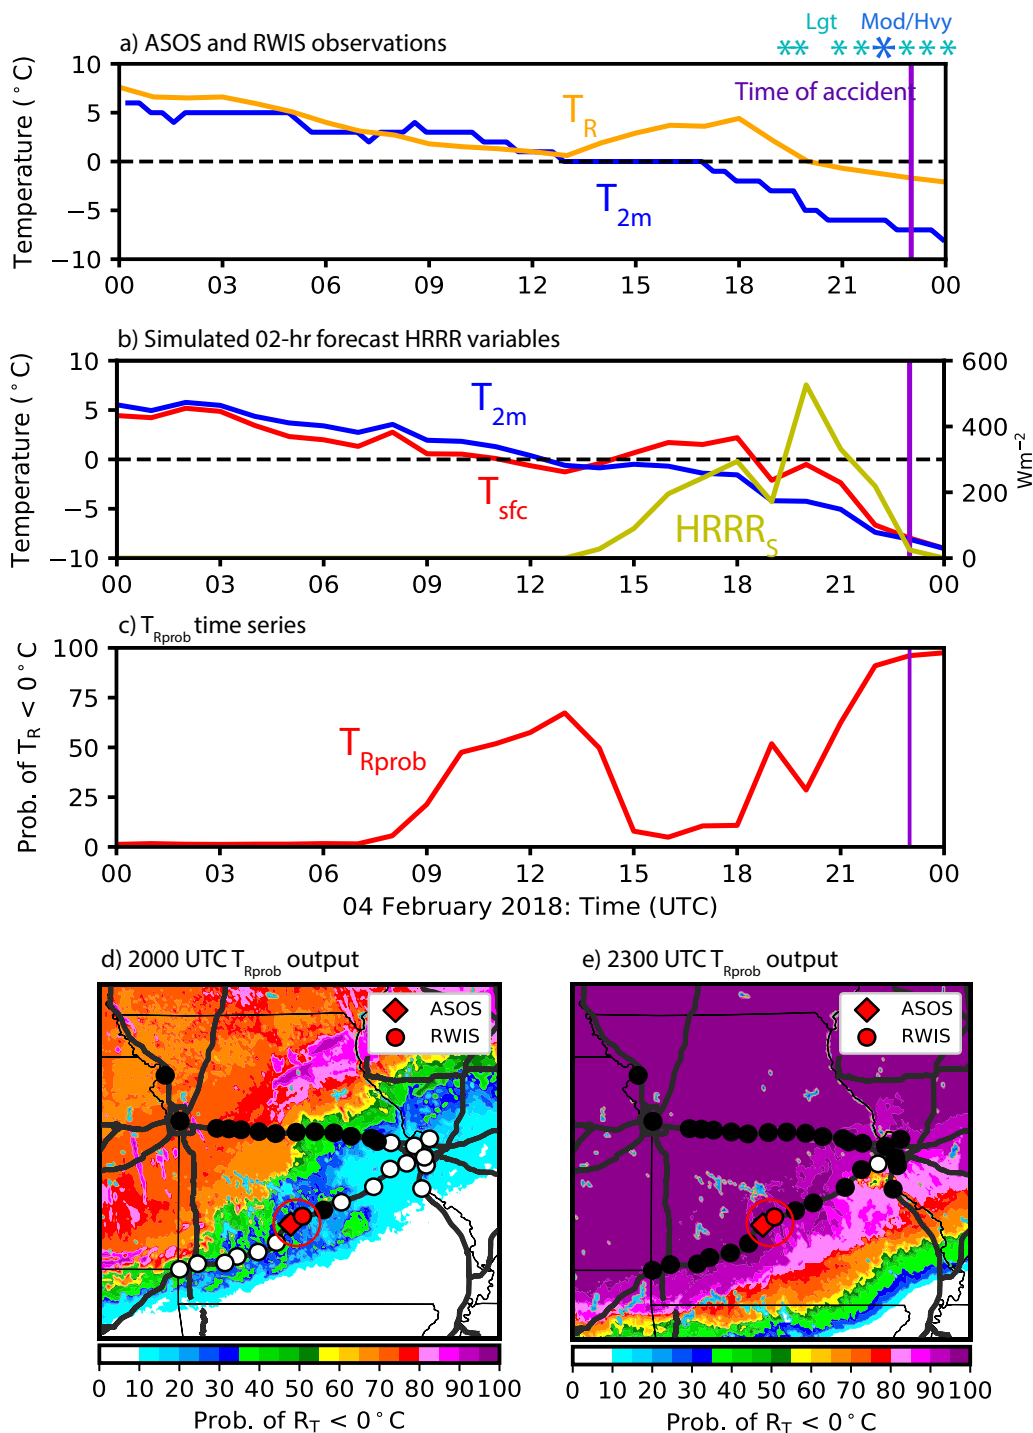 Lgt Mod/Hvy
a) ASOS and RWIS observations
** * * * * * *
Time of accident
T_R
T_2m
Temperature (°C)
10
5
0
−5
−10
00 03 06 09 12 15 18 21 00
b) Simulated 02-hr forecast HRRR variables
T_2m
T_sfc
HRRR_S
Temperature (°C)
10
5
0
−5
−10
600
400
200
0
Wm⁻²
00 03 06 09 12 15 18 21 00
c) T_Rprob time series
T_Rprob
Prob. of T_R < 0°C
100
75
50
25
0
00 03 06 09 12 15 18 21 00
04 February 2018: Time (UTC)
d) 2000 UTC T_Rprob output
ASOS
RWIS
0 10 20 30 40 50 60 70 80 90 100
Prob. of R_T < 0°C
e) 2300 UTC T_Rprob output
ASOS
RWIS
0 10 20 30 40 50 60 70 80 90 100
Prob. of R_T < 0°C